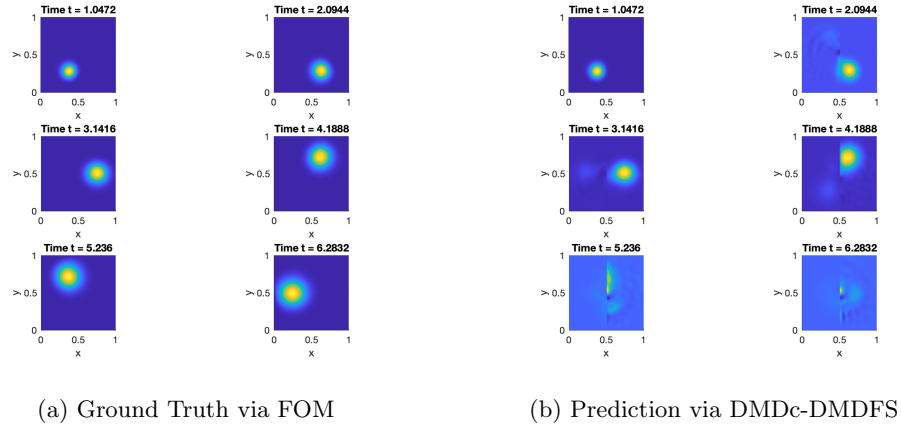 Time t = 1.0472
1
y 0.5
0
0 0.5 1
x
Time t = 2.0944
1
y 0.5
0
0 0.5 1
x
Time t = 3.1416
1
y 0.5
0
0 0.5 1
x
Time t = 4.1888
1
y 0.5
0
0 0.5 1
x
Time t = 5.236
1
y 0.5
0
0 0.5 1
x
Time t = 6.2832
1
y 0.5
0
0 0.5 1
x
(a) Ground Truth via FOM
Time t = 1.0472
1
y 0.5
0
0 0.5 1
x
Time t = 2.0944
1
y 0.5
0
0 0.5 1
x
Time t = 3.1416
1
y 0.5
0
0 0.5 1
x
Time t = 4.1888
1
y 0.5
0
0 0.5 1
x
Time t = 5.236
1
y 0.5
0
0 0.5 1
x
Time t = 6.2832
1
y 0.5
0
0 0.5 1
x
(b) Prediction via DMDc-DMDFS